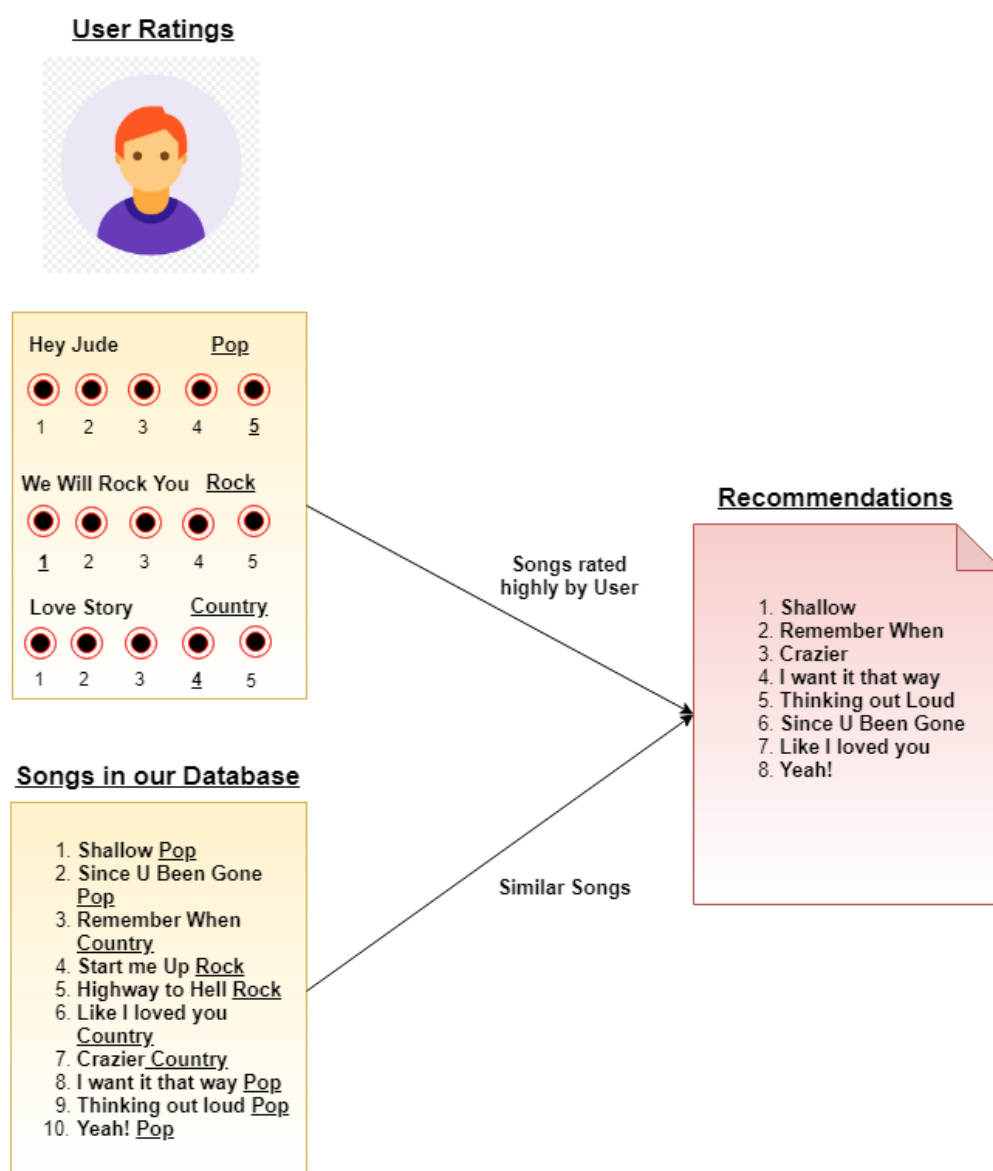 User Ratings
Hey Jude Pop
1 2 3 4 5
We Will Rock You Rock
1 2 3 4 5
Love Story Country
1 2 3 4 5
Songs in our Database
1. Shallow Pop
2. Since U Been Gone
Pop
3. Remember When
Country
4. Start me Up Rock
5. Highway to Hell Rock
6. Like I loved you
Country
7. Crazier Country
8. I want it that way Pop
9. Thinking out loud Pop
10. Yeah! Pop
Songs rated
highly by User
Similar Songs
Recommendations
1. Shallow
2. Remember When
3. Crazier
4. I want it that way
5. Thinking out Loud
6. Since U Been Gone
7. Like I loved you
8. Yeah!